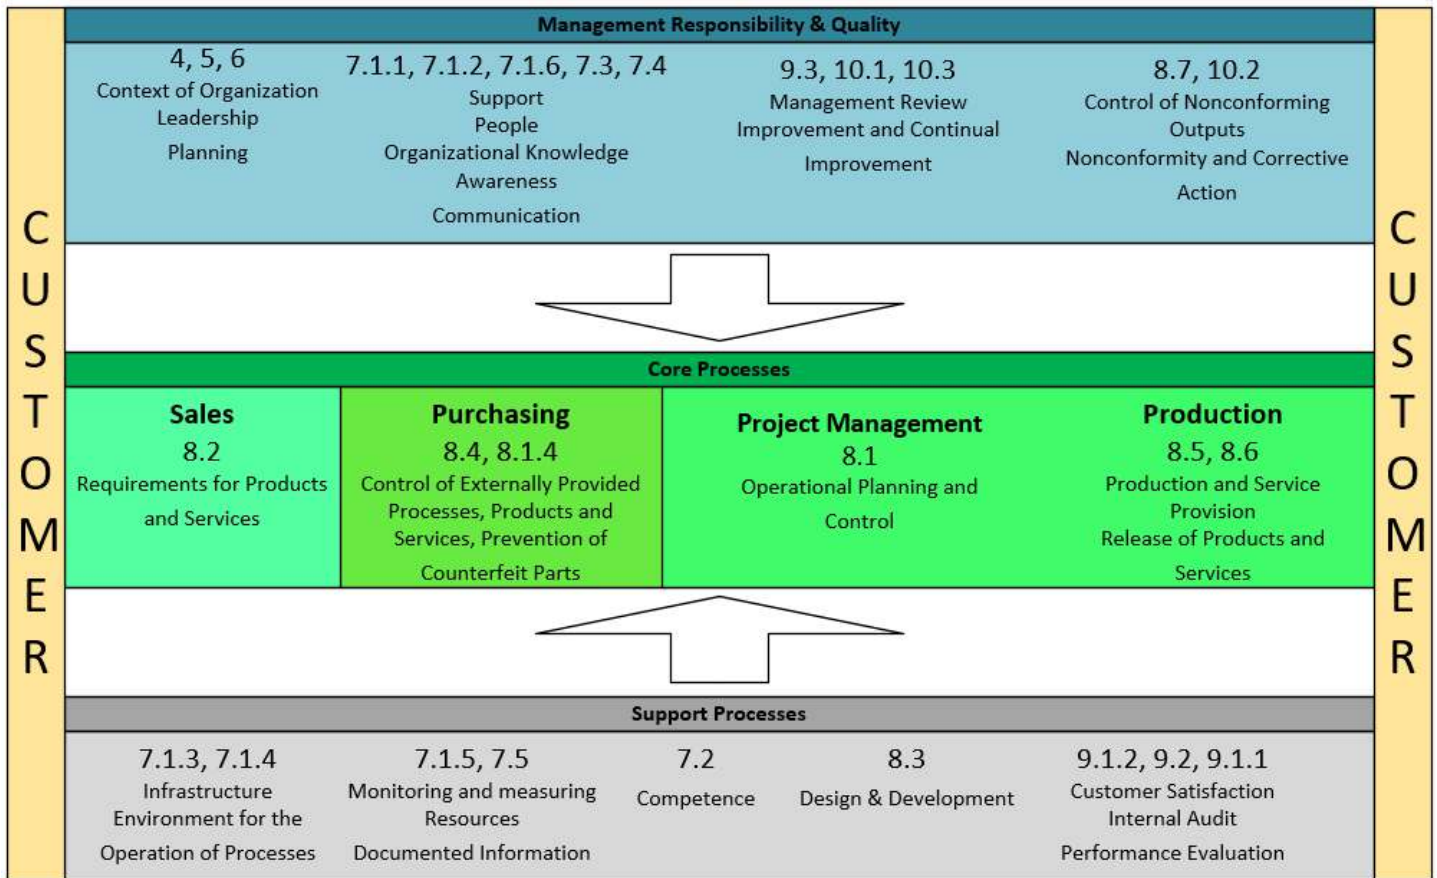 Management Responsibility & Quality
4, 5, 6
Context of Organization
Leadership
Planning
7.1.1, 7.1.2, 7.1.6, 7.3, 7.4
Support
People
Organizational Knowledge
Awareness
Communication
9.3, 10.1, 10.3
Management Review
Improvement and Continual
Improvement
8.7, 10.2
Control of Nonconforming
Outputs
Nonconformity and Corrective
Action
CUSTOMER
CUSTOMER
Core Processes
Sales
8.2
Requirements for Products
and Services
Purchasing
8.4, 8.1.4
Control of Externally Provided
Processes, Products and
Services, Prevention of
Counterfeit Parts
Project Management
8.1
Operational Planning and
Control
Production
8.5, 8.6
Production and Service
Provision
Release of Products and
Services
Support Processes
7.1.3, 7.1.4
Infrastructure
Environment for the
Operation of Processes
7.1.5, 7.5
Monitoring and measuring
Resources
Documented Information
7.2
Competence
8.3
Design & Development
9.1.2, 9.2, 9.1.1
Customer Satisfaction
Internal Audit
Performance Evaluation